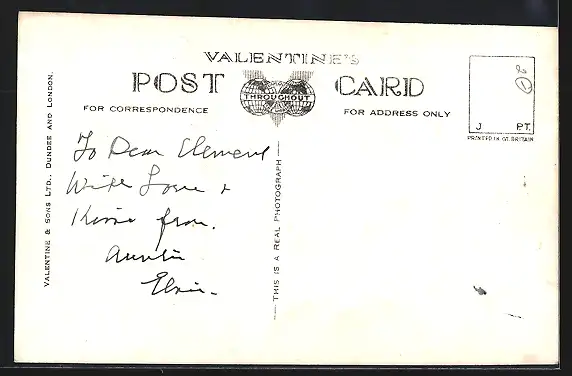 VALENTINE'S
POST CARD
THROUGHOUT
FOR CORRESPONDENCE
FOR ADDRESS ONLY
J PT.
PRINTED IN GT. BRITAIN
VALENTINE & SONS LTD., DUNDEE AND LONDON.
THIS IS A REAL PHOTOGRAPH
To Dear Clement
With Love &
Kisses from.
Auntie
Elsie.